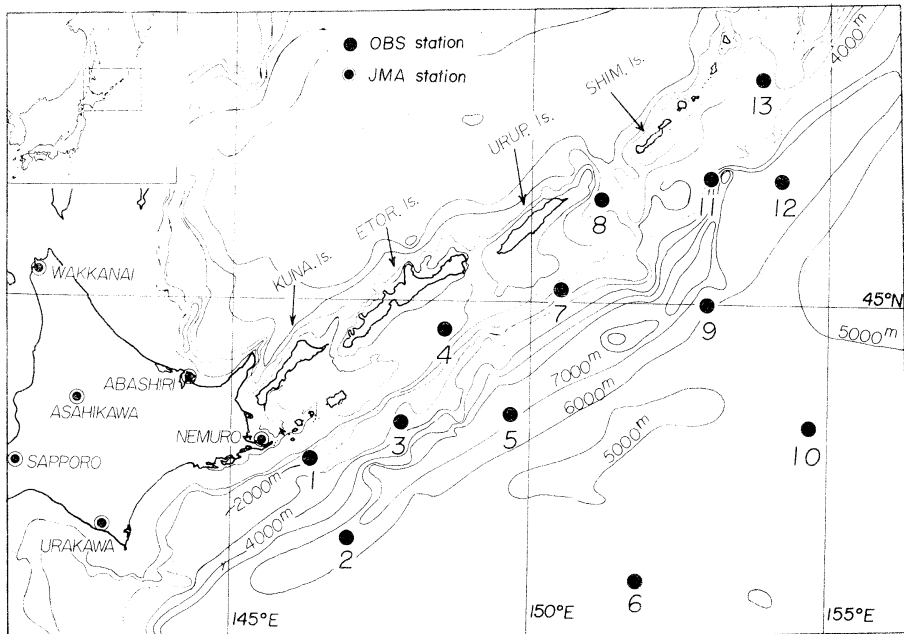 OBS station
JMA station
4000m
SHIM. Is.
13
URUP. Is.
11
12
8
ETOR. Is.
KUNA. Is.
WAKKANAI
7
45°N
9
5000m
4
7000m
ABASHIRI
6000m
ASAHIKAWA
NEMURO
3
5
5000m
10
SAPPORO
1
2000m
4000m
URAKAWA
2
6
145°E
150°E
155°E